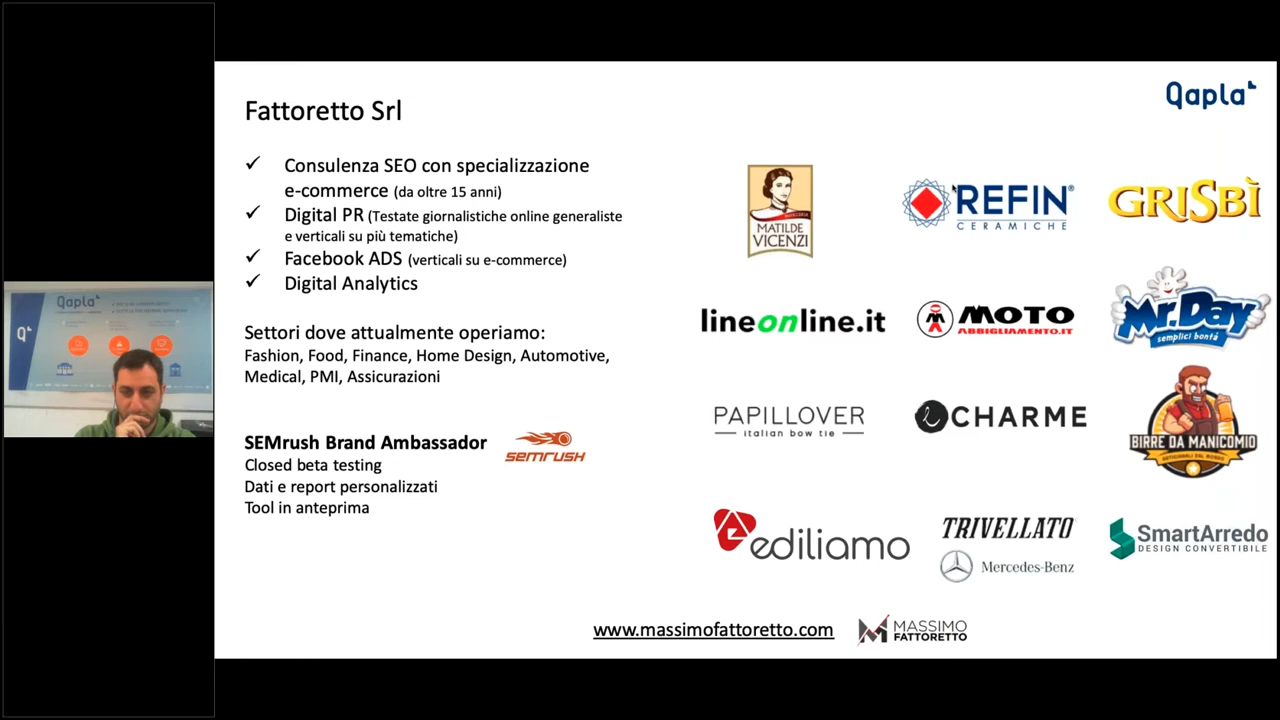 Qapla'
Fattoretto Srl
Consulenza SEO con specializzazione
e-commerce (da oltre 15 anni)
Digital PR (Testate giornalistiche online generaliste
e verticali su più tematiche)
Facebook ADS (verticali su e-commerce)
Digital Analytics
Settori dove attualmente operiamo:
Fashion, Food, Finance, Home Design, Automotive,
Medical, PMI, Assicurazioni
SEMrush Brand Ambassador
SEMRUSH
Closed beta testing
Dati e report personalizzati
Tool in anteprima
MATILDE
VICENZI
REFIN®
CERAMICHE
GRISBÌ
lineonline.it
MOTO
ABBIGLIAMENTO.IT
Mr.Day
semplici bontà
PAPILLOVER
italian bow tie
CHARME
BIRRE DA MANICOMIO
ARTIGIANALI DAL MONDO
ediliamo
TRIVELLATO
Mercedes-Benz
SmartArredo
DESIGN CONVERTIBILE
www.massimofattoretto.com
MASSIMO
FATTORETTO
Qapla'